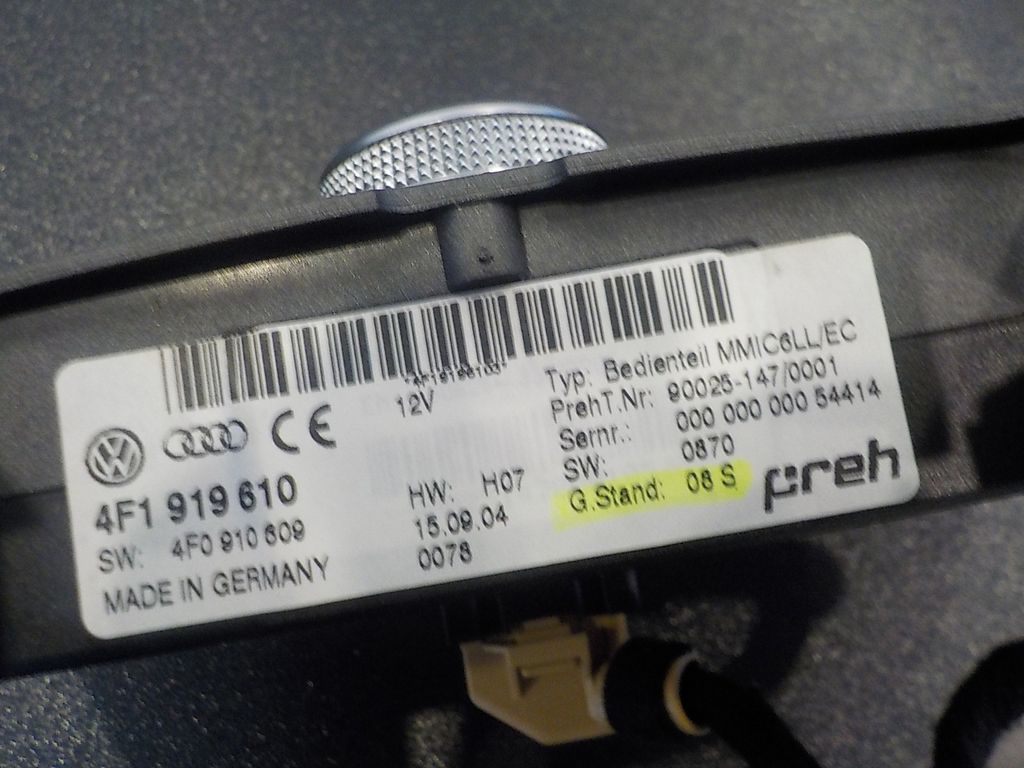 12V
4F1 919 610
SW: 4F0 910 609
MADE IN GERMANY
HW: H07
15.09.04
0078
Typ: Bedienteil MMIC6LL/EC
PrehT.Nr: 90025-147/0001
Sernr.: 000 000 000 54414
SW: 0870
G.Stand: 08 S
preh